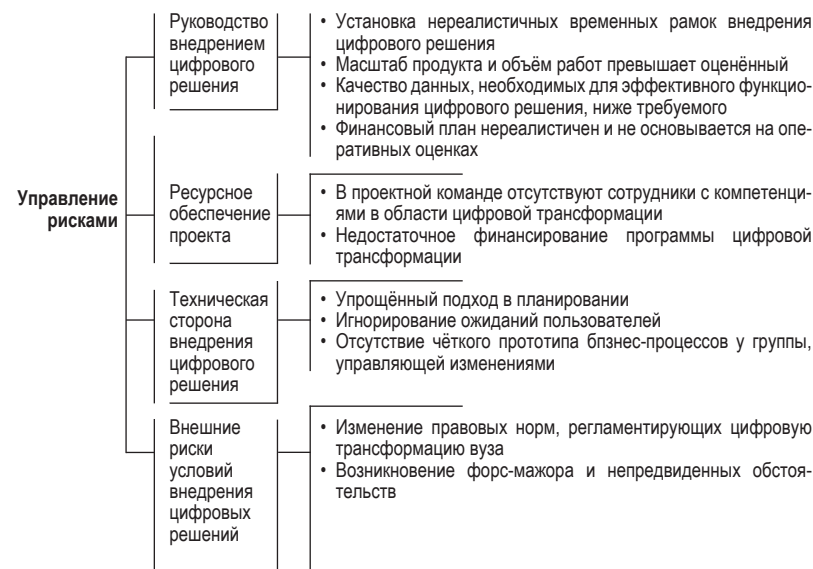 Управление
рисками
Руководство
внедрением
цифрового
решения
• Установка нереалистичных временных рамок внедрения
цифрового решения
• Масштаб продукта и объём работ превышает оценённый
• Качество данных, необходимых для эффективного функцио-
нирования цифрового решения, ниже требуемого
• Финансовый план нереалистичен и не основывается на опе-
ративных оценках
Ресурсное
обеспечение
проекта
• В проектной команде отсутствуют сотрудники с компетенци-
ями в области цифровой трансформации
• Недостаточное финансирование программы цифровой
трансформации
Техническая
сторона
внедрения
цифрового
решения
• Упрощённый подход в планировании
• Игнорирование ожиданий пользователей
• Отсутствие чёткого прототипа бпзнес-процессов у группы,
управляющей изменениями
Внешние
риски
условий
внедрения
цифровых
решений
• Изменение правовых норм, регламентирующих цифровую
трансформацию вуза
• Возникновение форс-мажора и непредвиденных обстоя-
тельств